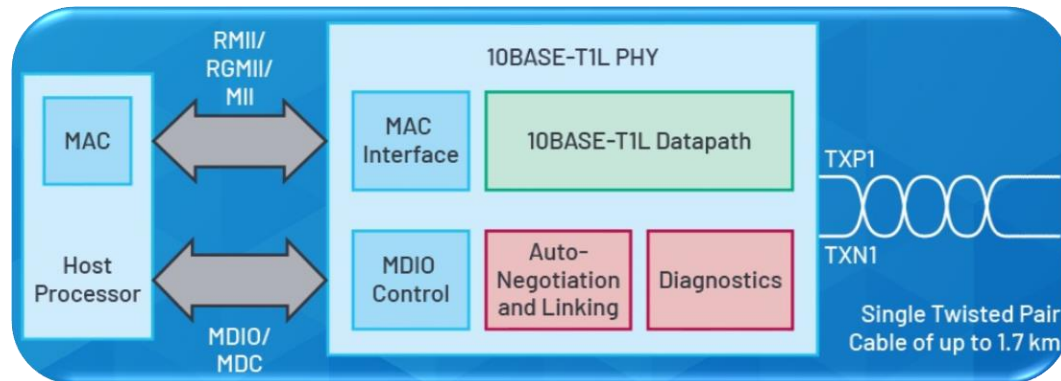 RMII/
RGMII/
MII
MAC
Host
Processor
MDIO/
MDC
10BASE-T1L PHY
MAC
Interface
10BASE-T1L Datapath
MDIO
Control
Auto-
Negotiation
and Linking
Diagnostics
TXP1
TXN1
Single Twisted Pair
Cable of up to 1.7 km